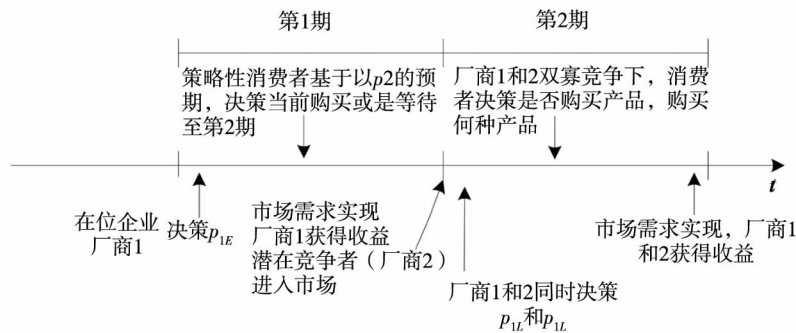 第1期
第2期
策略性消费者基于以p2的预
期，决策当前购买或是等待
至第2期
厂商1和2双寡竞争下，消费
者决策是否购买产品，购买
何种产品
t
在位企业
厂商1
决策p1E
市场需求实现
厂商1获得收益
潜在竞争者（厂商2）
进入市场
厂商1和2同时决策
p1L和p1L
市场需求实现，厂商1
和2获得收益